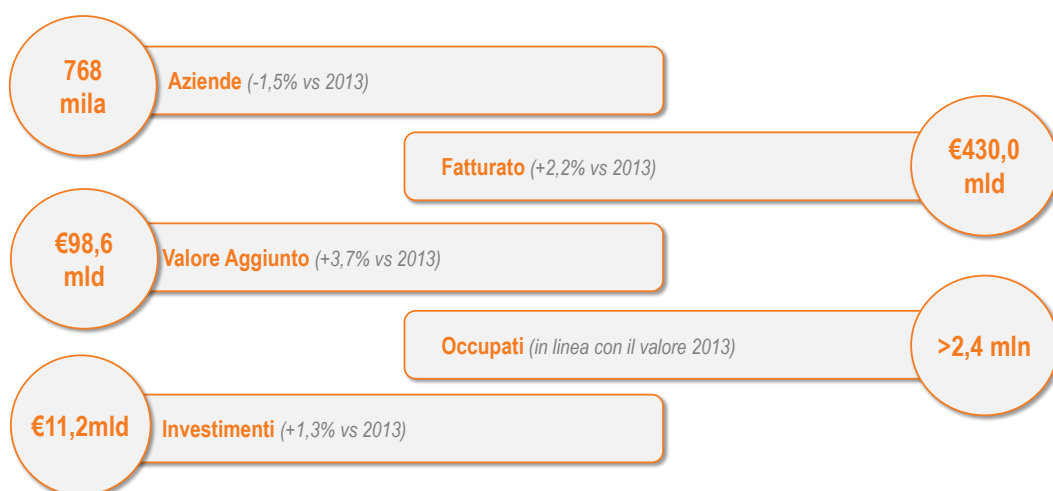 768
mila
Aziende (-1,5% vs 2013)
Fatturato (+2,2% vs 2013)
€430,0
mld
€98,6
mld
Valore Aggiunto (+3,7% vs 2013)
Occupati (in linea con il valore 2013)
>2,4 mln
€11,2mld
Investimenti (+1,3% vs 2013)